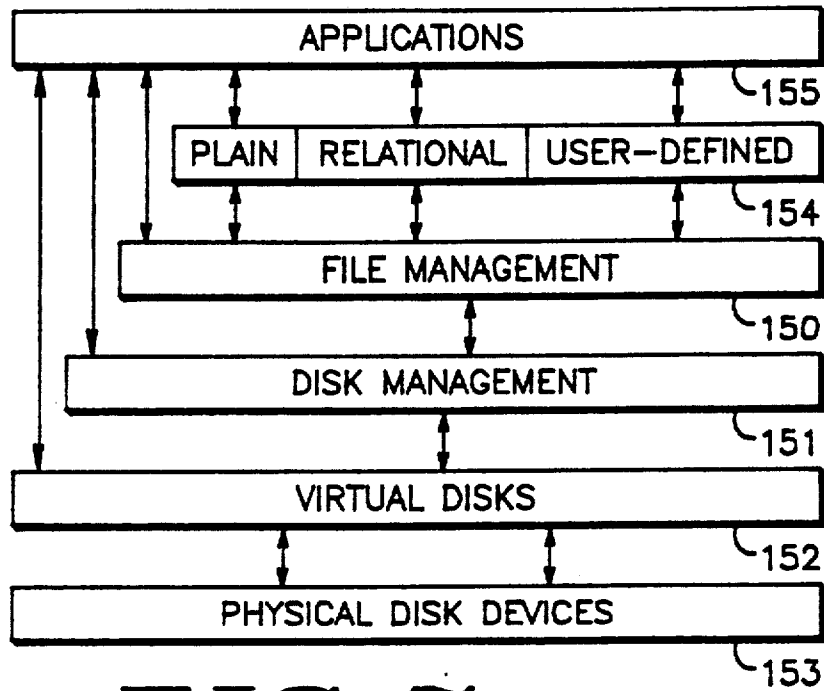 APPLICATIONS
155
PLAIN RELATIONAL USER-DEFINED
154
FILE MANAGEMENT
150
DISK MANAGEMENT
151
VIRTUAL DISKS
152
PHYSICAL DISK DEVICES
153